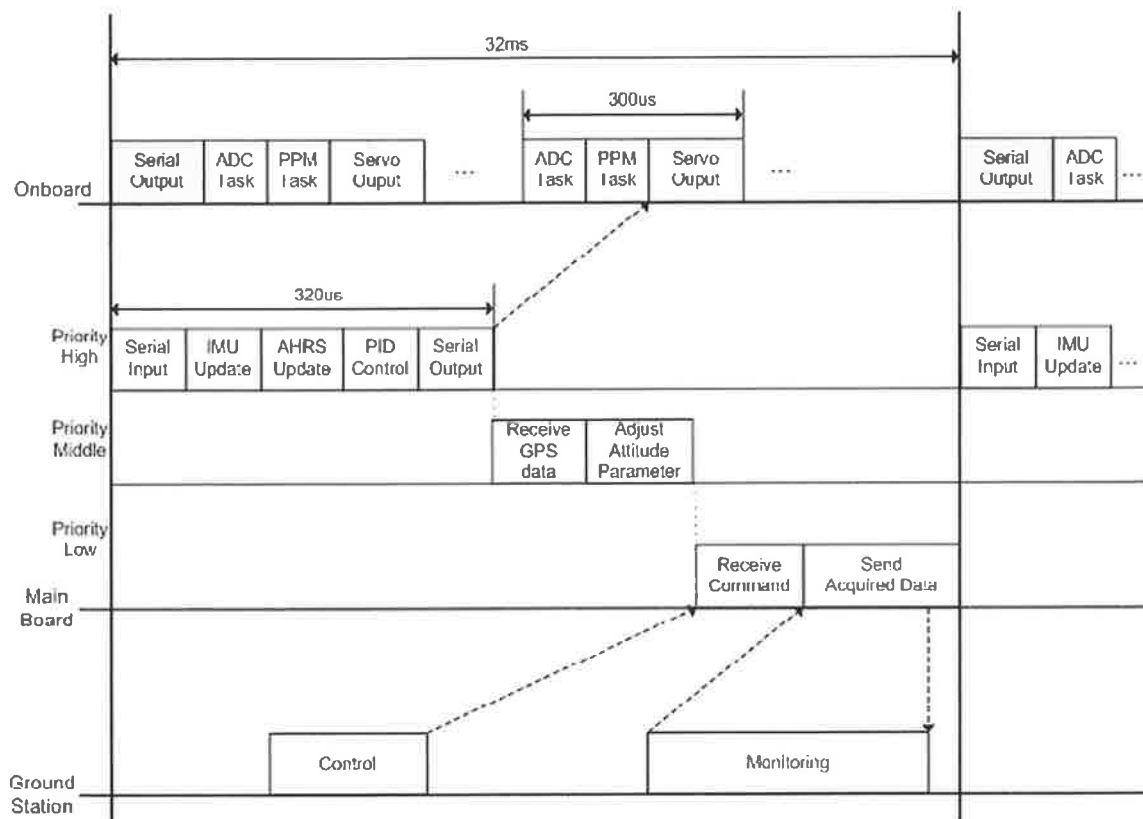 32ms
300us
Serial
Output
ADC
Task
PPM
Task
Servo
Ouput
....
ADC
Task
PPM
Task
Servo
Ouput
....
Serial
Output
ADC
Task
....
Onboard
320us
Priority
High
Serial
Input
IMU
Update
AHRS
Update
PID
Control
Serial
Output
Serial
Input
IMU
Update
...
Priority
Middle
Receive
GPS
data
Adjust
Attitude
Parameter
Priority
Low
Receive
Command
Send
Acquired Data
Main
Board
Control
Monitoring
Ground
Station